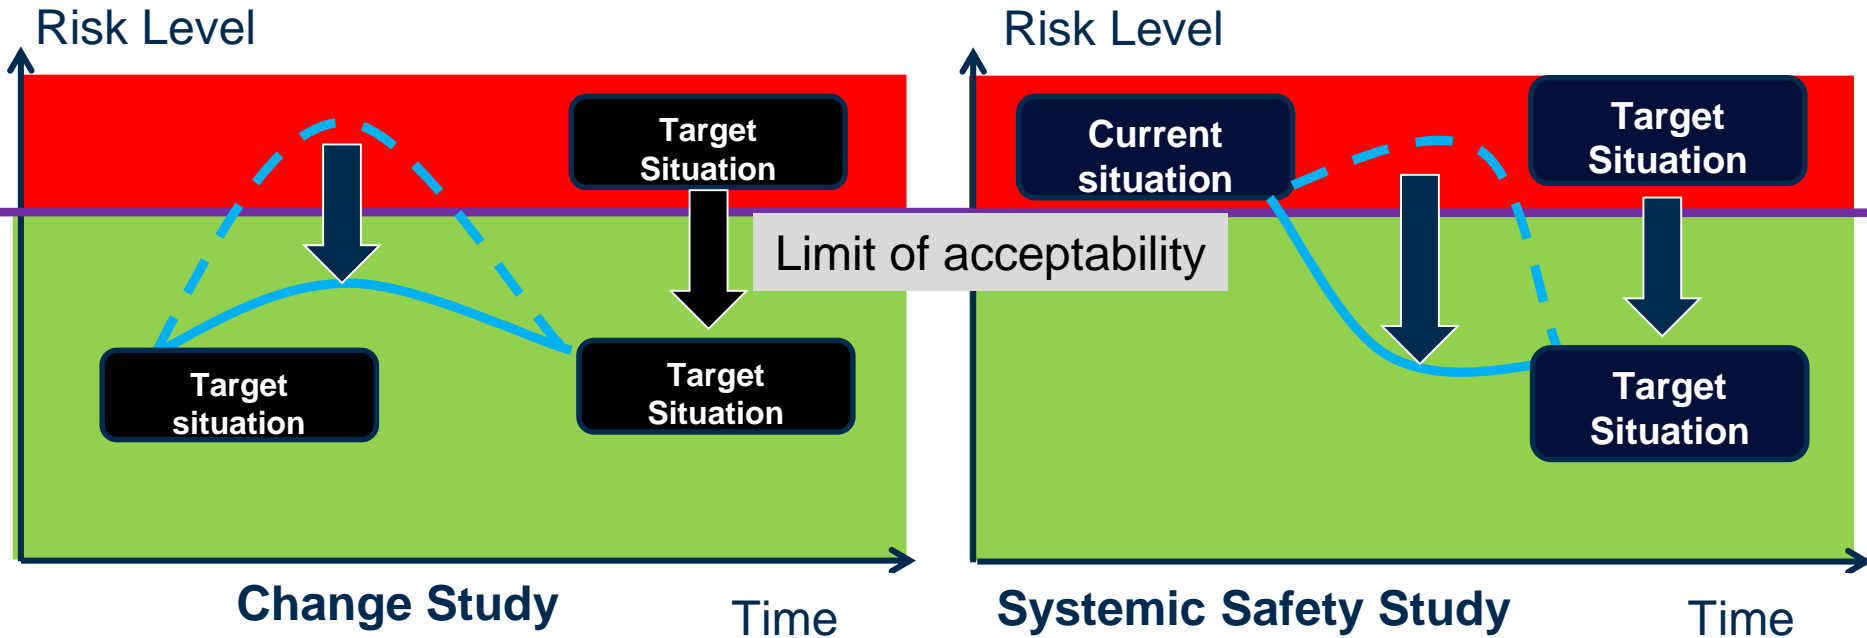 Risk Level
Target
Situation
Target
situation
Target
Situation
Change Study
Time
Limit of acceptability
Risk Level
Current
situation
Target
Situation
Target
Situation
Systemic Safety Study
Time